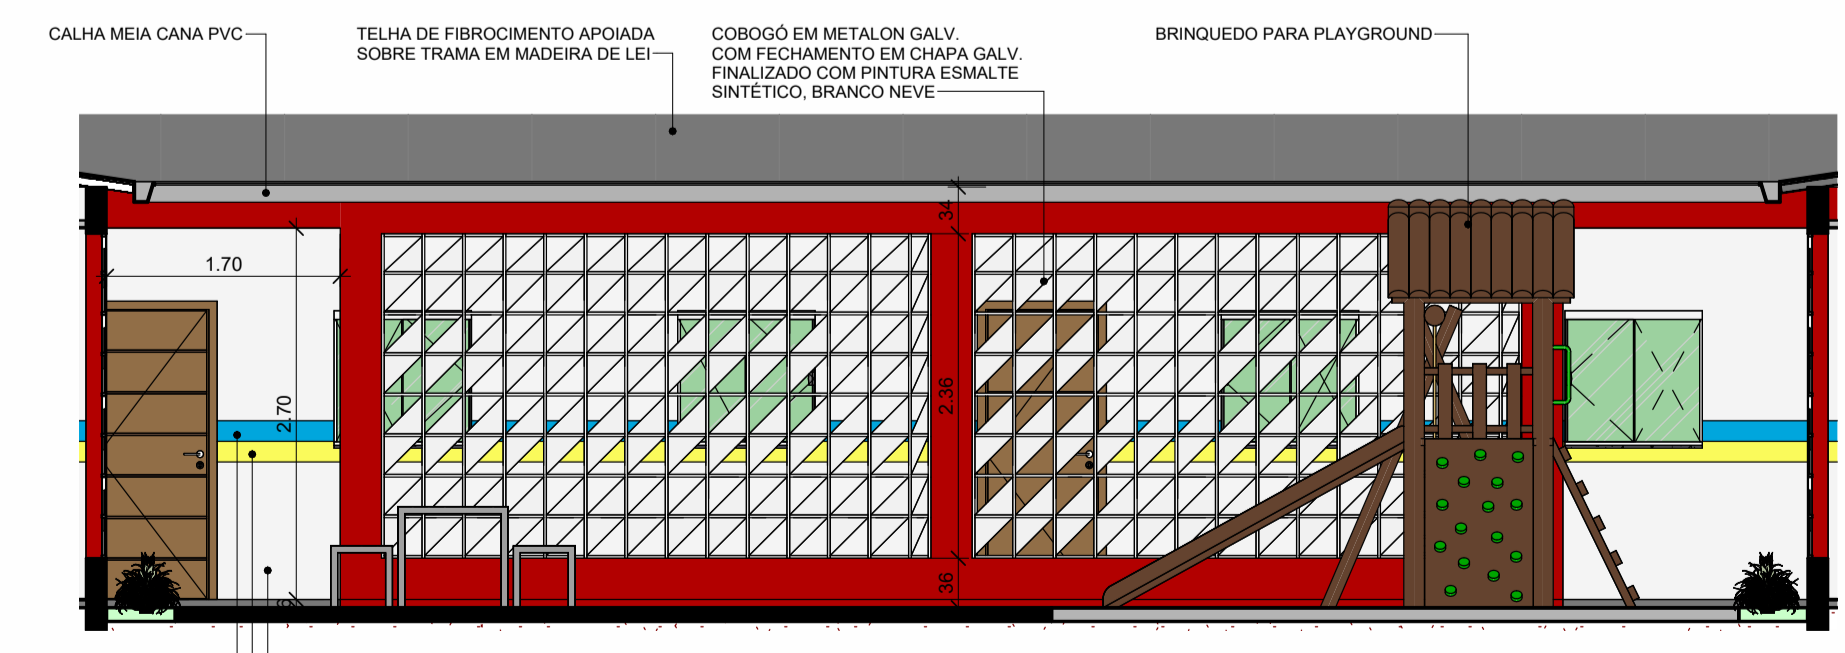 CALHA MEIA CANA PVC
TELHA DE FIBROCIMENTO APOIADA
SOBRE TRAMA EM MADEIRA DE LEI
COBOGÓ EM METALON GALV.
COM FECHAMENTO EM CHAPA GALV.
FINALIZADO COM PINTURA ESMALTE
SINTÉTICO, BRANCO NEVE
BRINQUEDO PARA PLAYGROUND
34
1.70
2.70
2.36
36